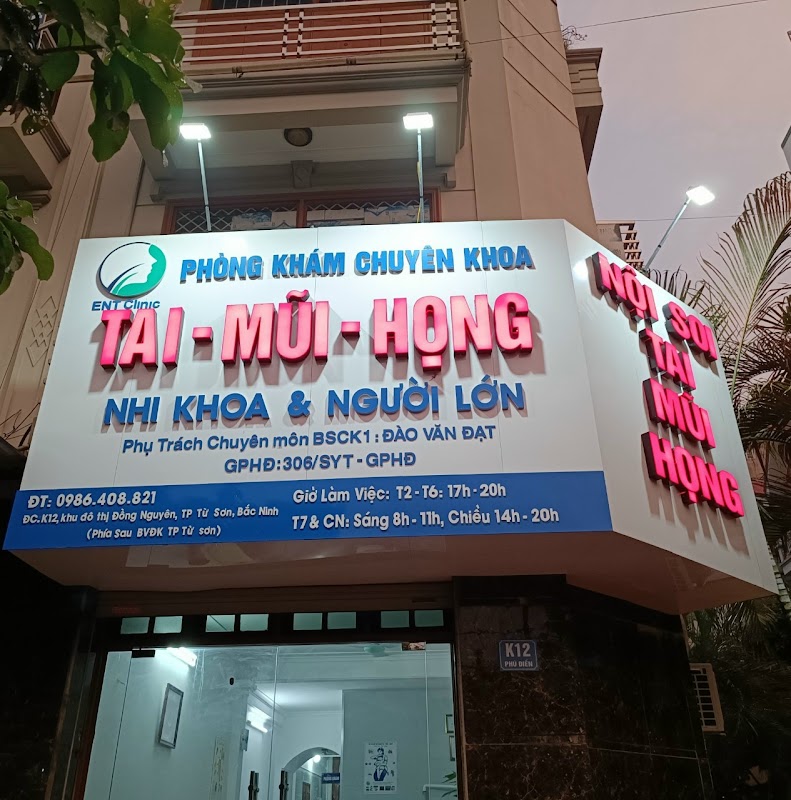 ENT Clinic
PHÒNG KHÁM CHUYÊN KHOA
TAI - MŨI - HỌNG
NHI KHOA & NGƯỜI LỚN
Phụ Trách Chuyên môn BSCK1 : ĐÀO VĂN ĐẠT
GPHĐ:306/SYT - GPHĐ
ĐT: 0986.408.821
ĐC.K12, khu đô thị Đồng Nguyên, TP Từ Sơn, Bắc Ninh
(Phía Sau BVĐK TP Từ sơn)
Giờ Làm Việc: T2 - T6: 17h - 20h
T7 & CN: Sáng 8h - 11h, Chiều 14h - 20h
NỘI SOI
TAI
MŨI
HỌNG
K12
PHÚ ĐIỀN